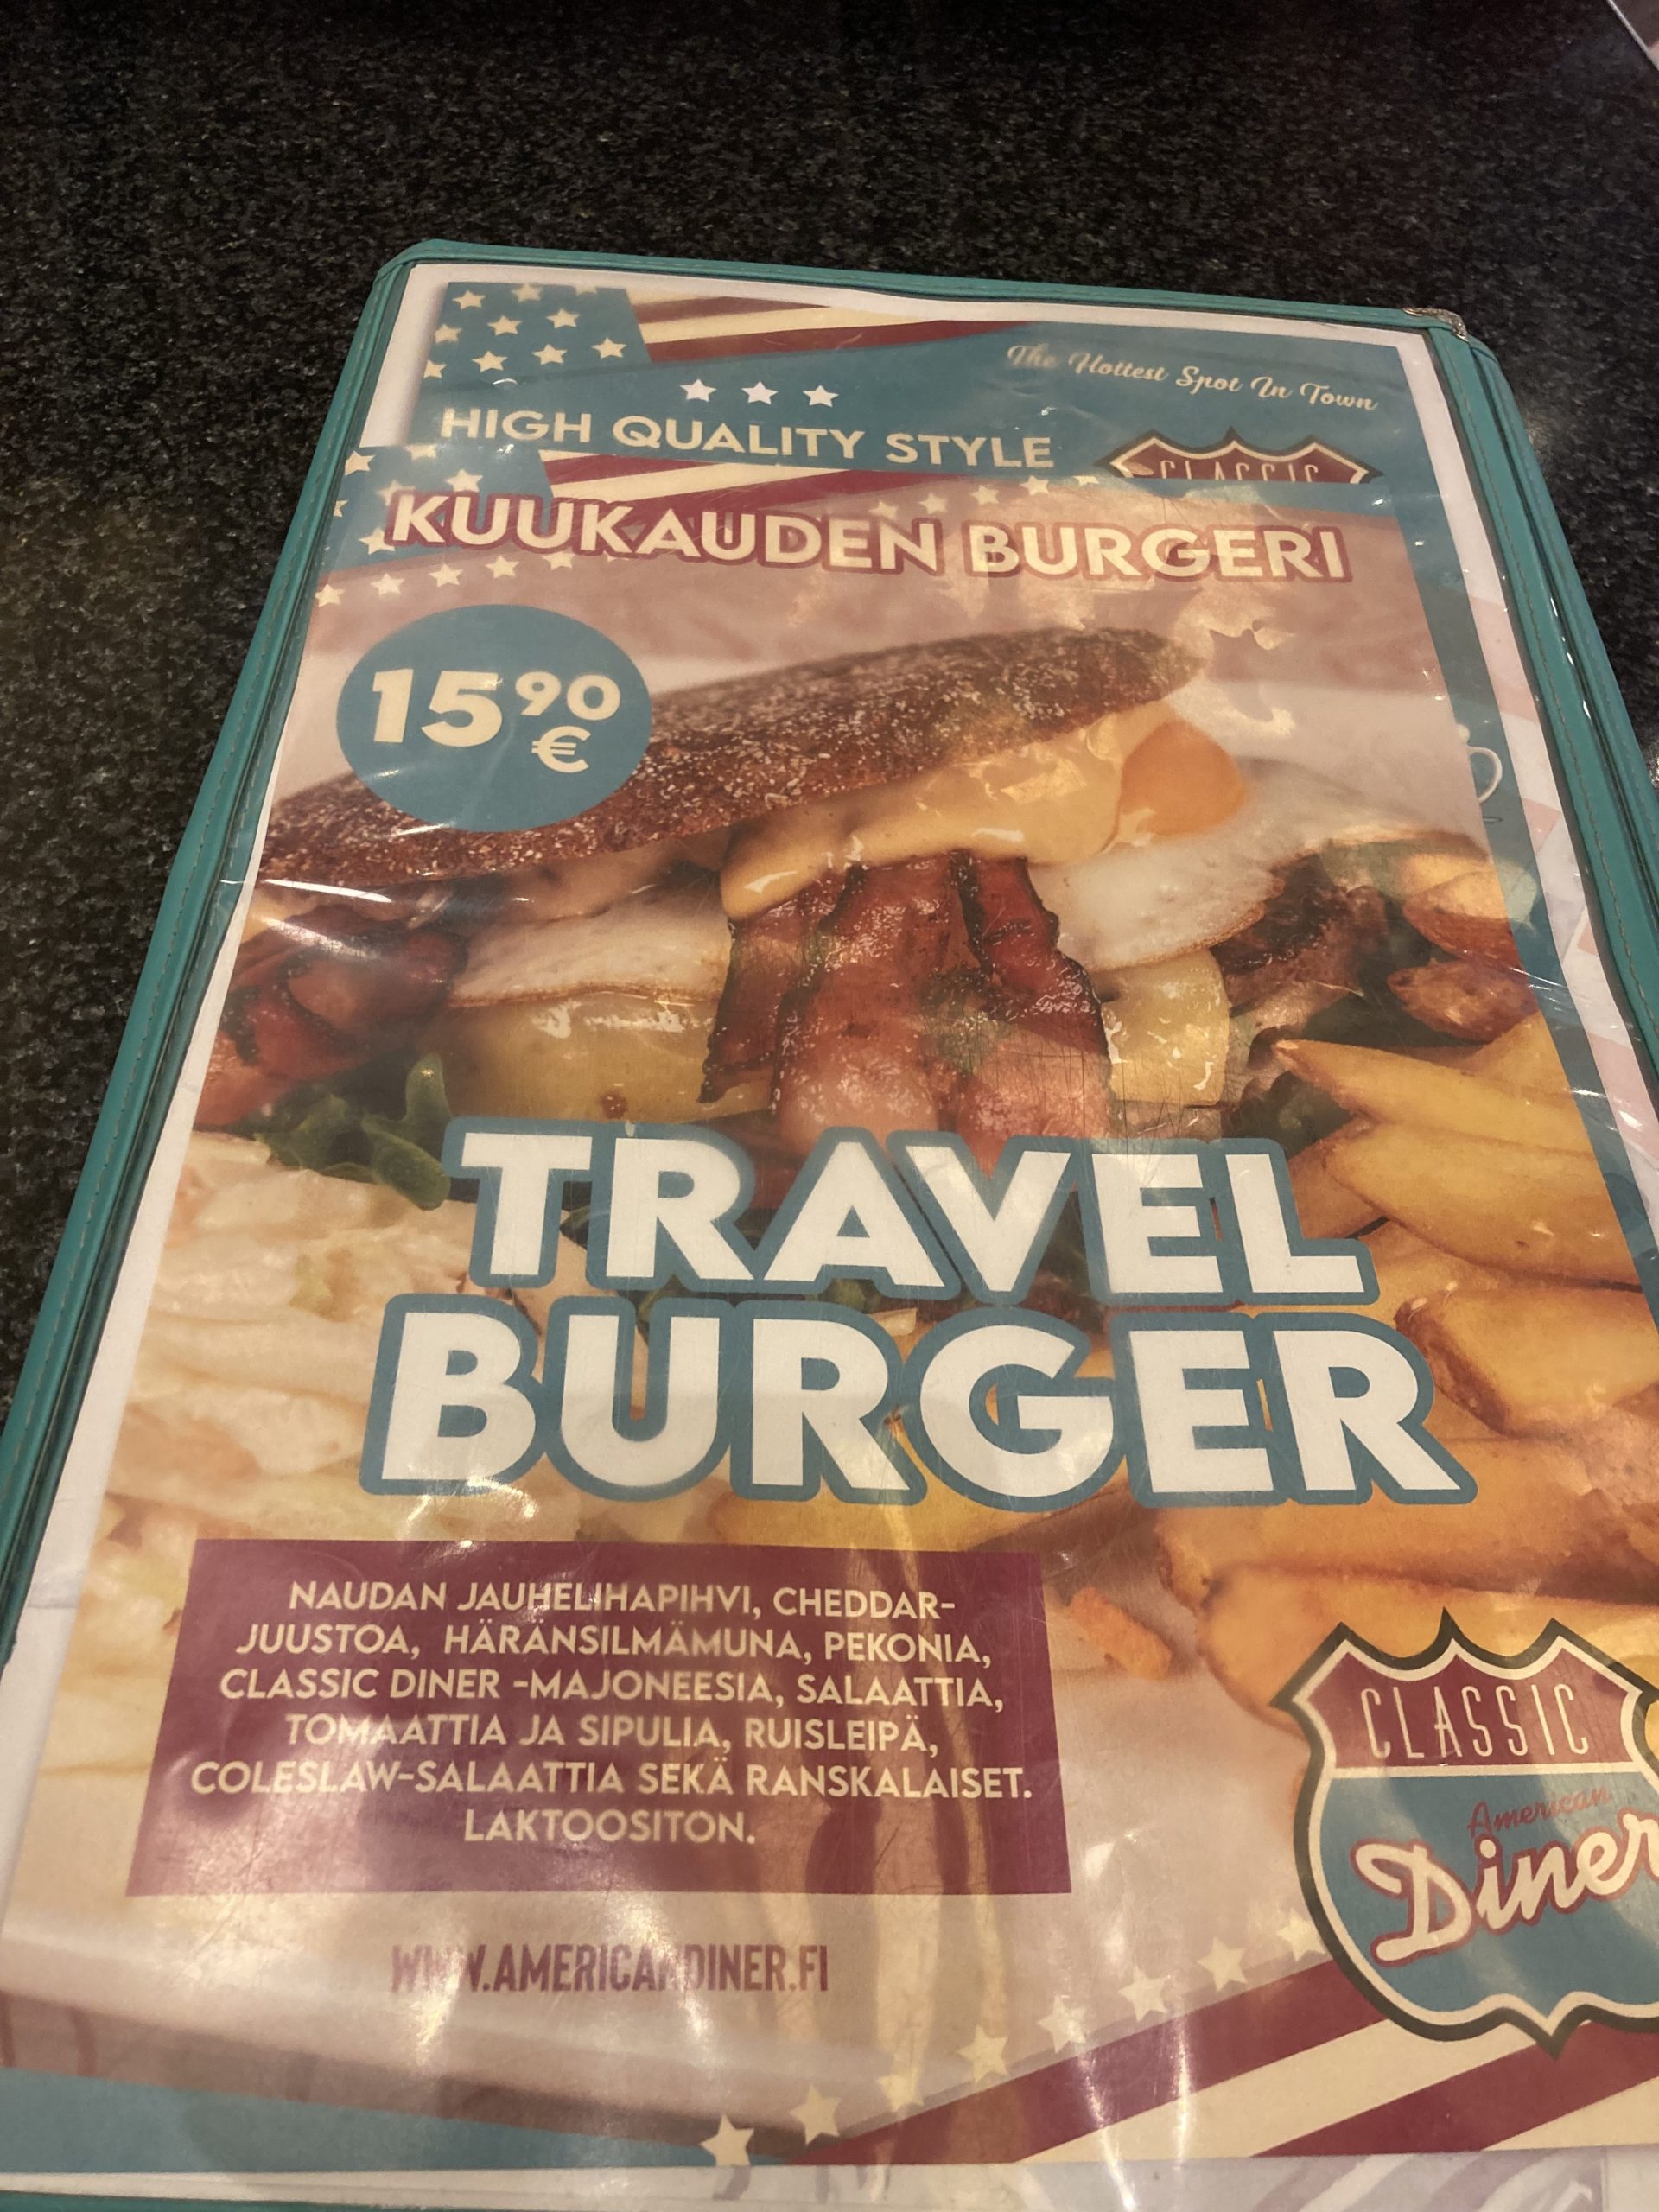 The Hottest Spot In Town
HIGH QUALITY STYLE
CLASSIC
KUUKAUDEN BURGERI
15 90
€
TRAVEL
BURGER
NAUDAN JAUHELIHAPIHVI, CHEDDAR-
JUUSTOA, HÄRÄNSILMÄMUNA, PEKONIA,
CLASSIC DINER -MAJONEESIA, SALAATTIA,
TOMAATTIA JA SIPULIA, RUISLEIPÄ,
COLESLAW-SALAATTIA SEKÄ RANSKALAISET.
LAKTOOSITON.
CLASSIC
American
Diner
WWW.AMERICANDINER.FI